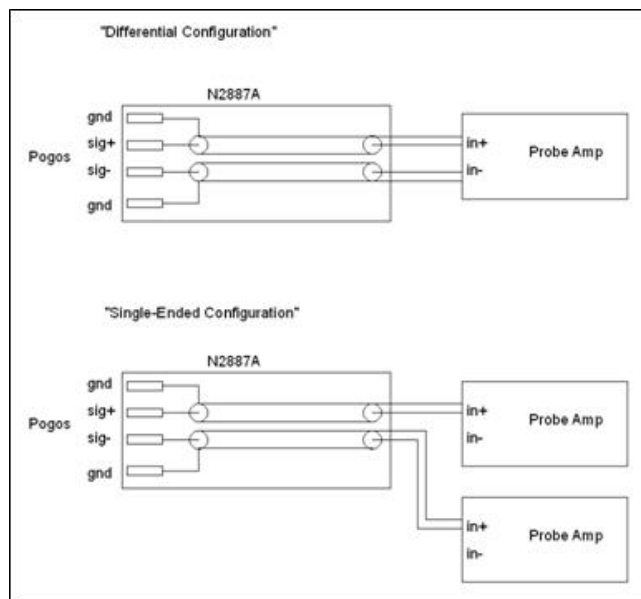 "Differential Configuration"
N2887A
gnd
sig+
Pogos
sig-
gnd
in+
in-
Probe Amp
"Single-Ended Configuration"
N2887A
gnd
sig+
Pogos
sig-
gnd
in+
in-
Probe Amp
in+
in-
Probe Amp